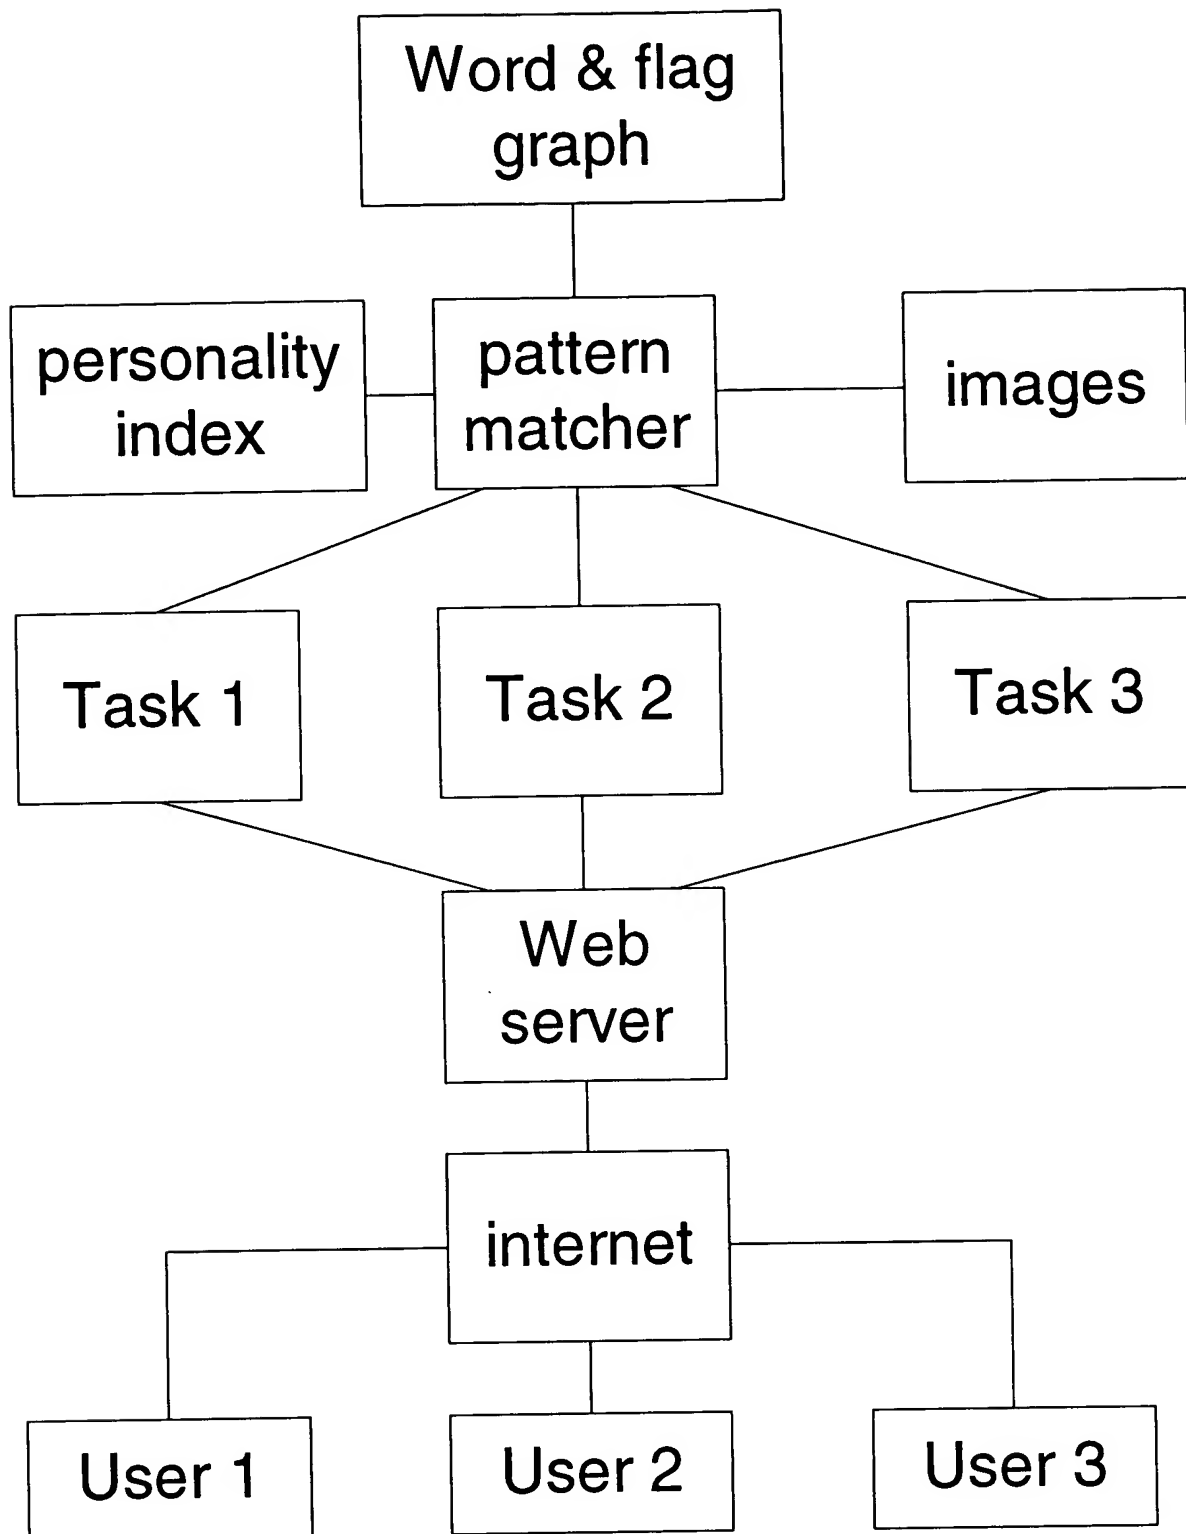 Word & flag
graph
personality
index
pattern
matcher
images
Task 1
Task 2
Task 3
Web
server
internet
User 1
User 2
User 3